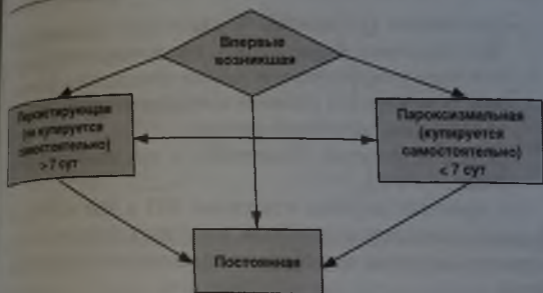 Впервые
возникшая
Персистирующая
(не купируется
самостоятельно)
> 7 сут
Пароксизмальная
(купируется
самостоятельно)
< 7 сут
Постоянная